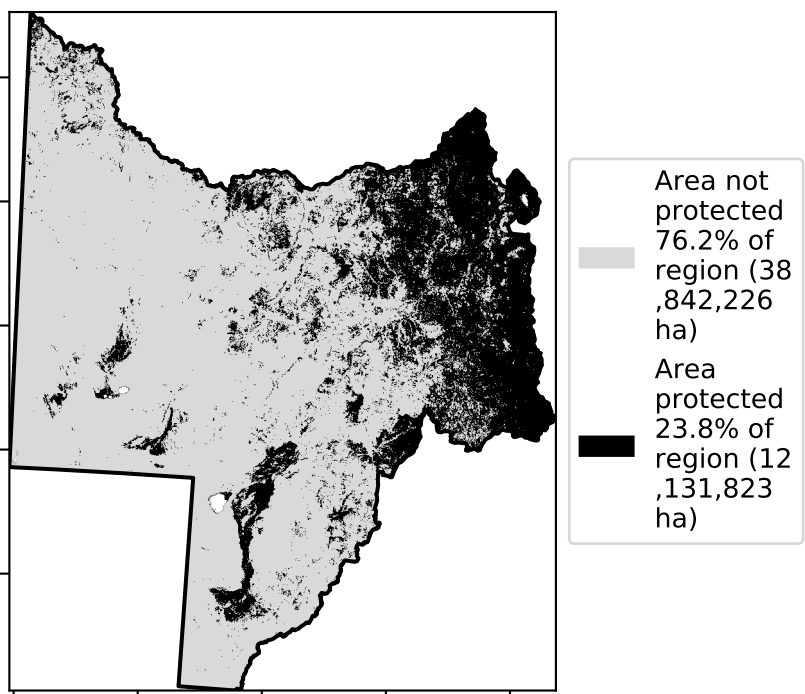 Area not
protected
76.2% of
region (38
,842,226
ha)
Area
protected
23.8% of
region (12
,131,823
ha)